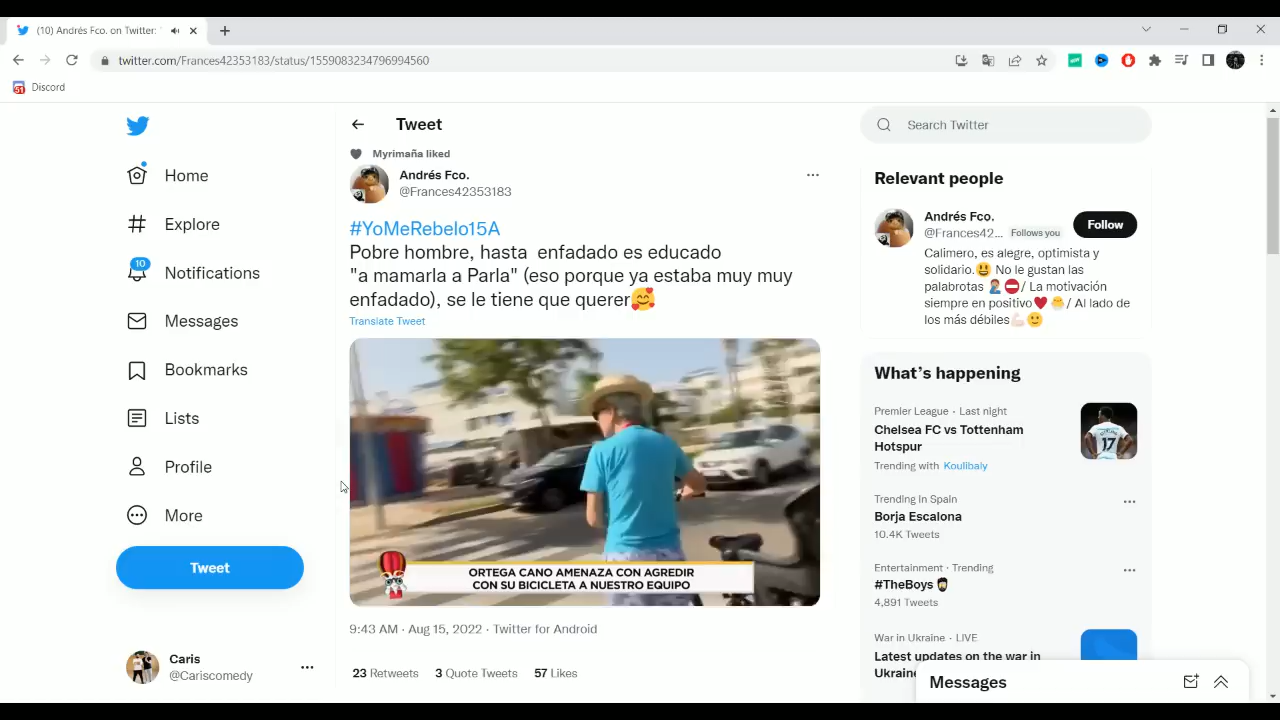 (10) Andrés Fco. on Twitter:
twitter.com/Frances42353183/status/1559083234796994560
Discord
Home
Explore
10
Notifications
Messages
Bookmarks
Lists
Profile
More
Tweet
Caris
@Cariscomedy
Tweet
Myrimaña liked
Andrés Fco.
@Frances42353183
#YoMeRebelo15A
Pobre hombre, hasta enfadado es educado
"a mamarla a Parla" (eso porque ya estaba muy muy
enfadado), se le tiene que querer🥰
Translate Tweet
ORTEGA CANO AMENAZA CON AGREDIR
CON SU BICICLETA A NUESTRO EQUIPO
9:43 AM · Aug 15, 2022 · Twitter for Android
23 Retweets 3 Quote Tweets 57 Likes
Search Twitter
Relevant people
Andrés Fco.
@Frances42... Follows you
Follow
Calimero, es alegre, optimista y
solidario.😃 No le gustan las
palabrotas 🤦🏻‍♂️⛔/ La motivación
siempre en positivo♥️🐣/ Al lado de
los más débiles💪🏻🙂
What's happening
Premier League · Last night
Chelsea FC vs Tottenham
Hotspur
17
Trending with Koulibaly
Trending in Spain
Borja Escalona
10.4K Tweets
Entertainment · Trending
#TheBoys
4,891 Tweets
War in Ukraine · LIVE
Latest updates on the war in
Ukraine
Messages